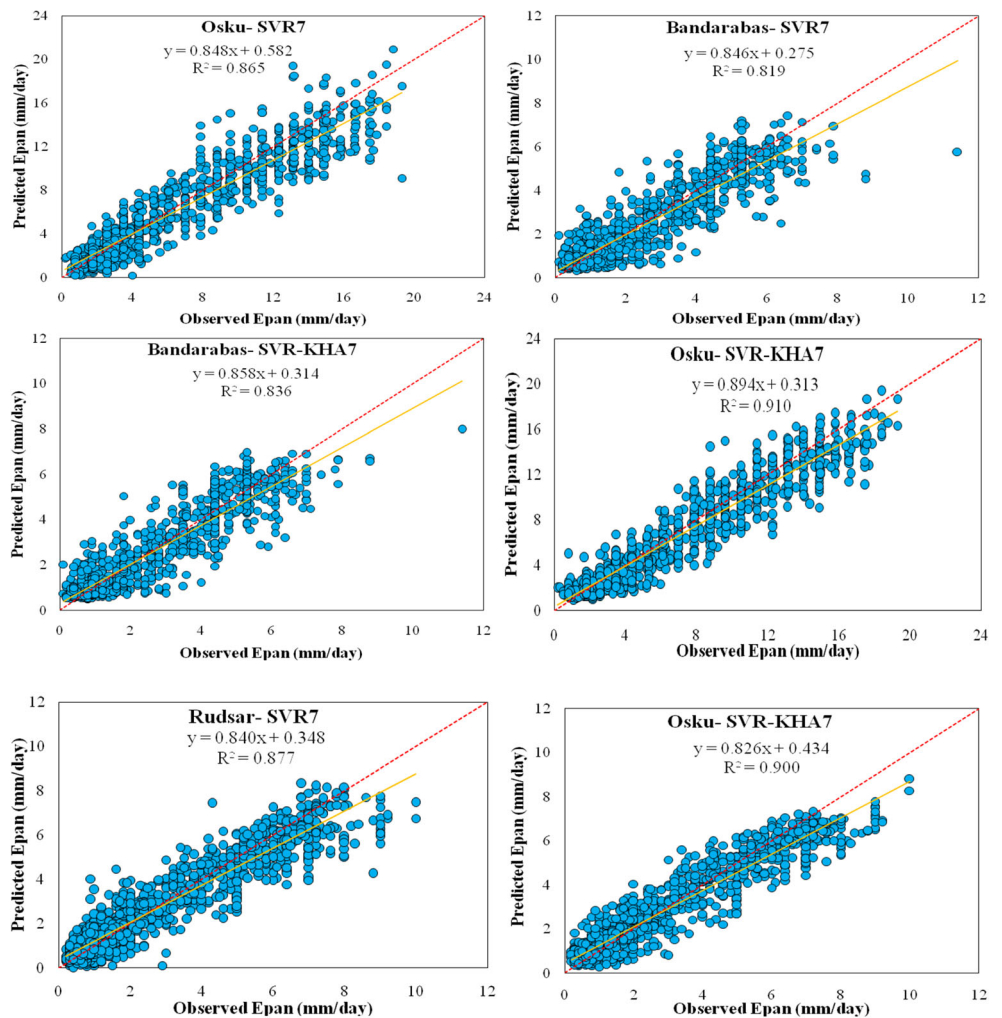 Osku- SVR7
y = 0.848x + 0.582
R² = 0.865
Predicted Epan (mm/day)
24
20
16
12
8
4
0
0 4 8 12 16 20 24
Observed Epan (mm/day)
Bandarabas- SVR7
y = 0.846x + 0.275
R² = 0.819
Predicted Epan (mm/day)
12
10
8
6
4
2
0
0 2 4 6 8 10 12
Observed Epan (mm/day)
Bandarabas- SVR-KHA7
y = 0.858x + 0.314
R² = 0.836
Predicted Epan (mm/day)
12
10
8
6
4
2
0
0 2 4 6 8 10 12
Observed Epan (mm/day)
Osku- SVR-KHA7
y = 0.894x + 0.313
R² = 0.910
Predicted Epan (mm/day)
24
20
16
12
8
4
0
0 4 8 12 16 20 24
Observed Epan (mm/day)
Rudsar- SVR7
y = 0.840x + 0.348
R² = 0.877
Predicted Epan (mm/day)
12
10
8
6
4
2
0
0 2 4 6 8 10 12
Observed Epan (mm/day)
Osku- SVR-KHA7
y = 0.826x + 0.434
R² = 0.900
Predicted Epan (mm/day)
12
10
8
6
4
2
0
0 2 4 6 8 10 12
Observed Epan (mm/day)